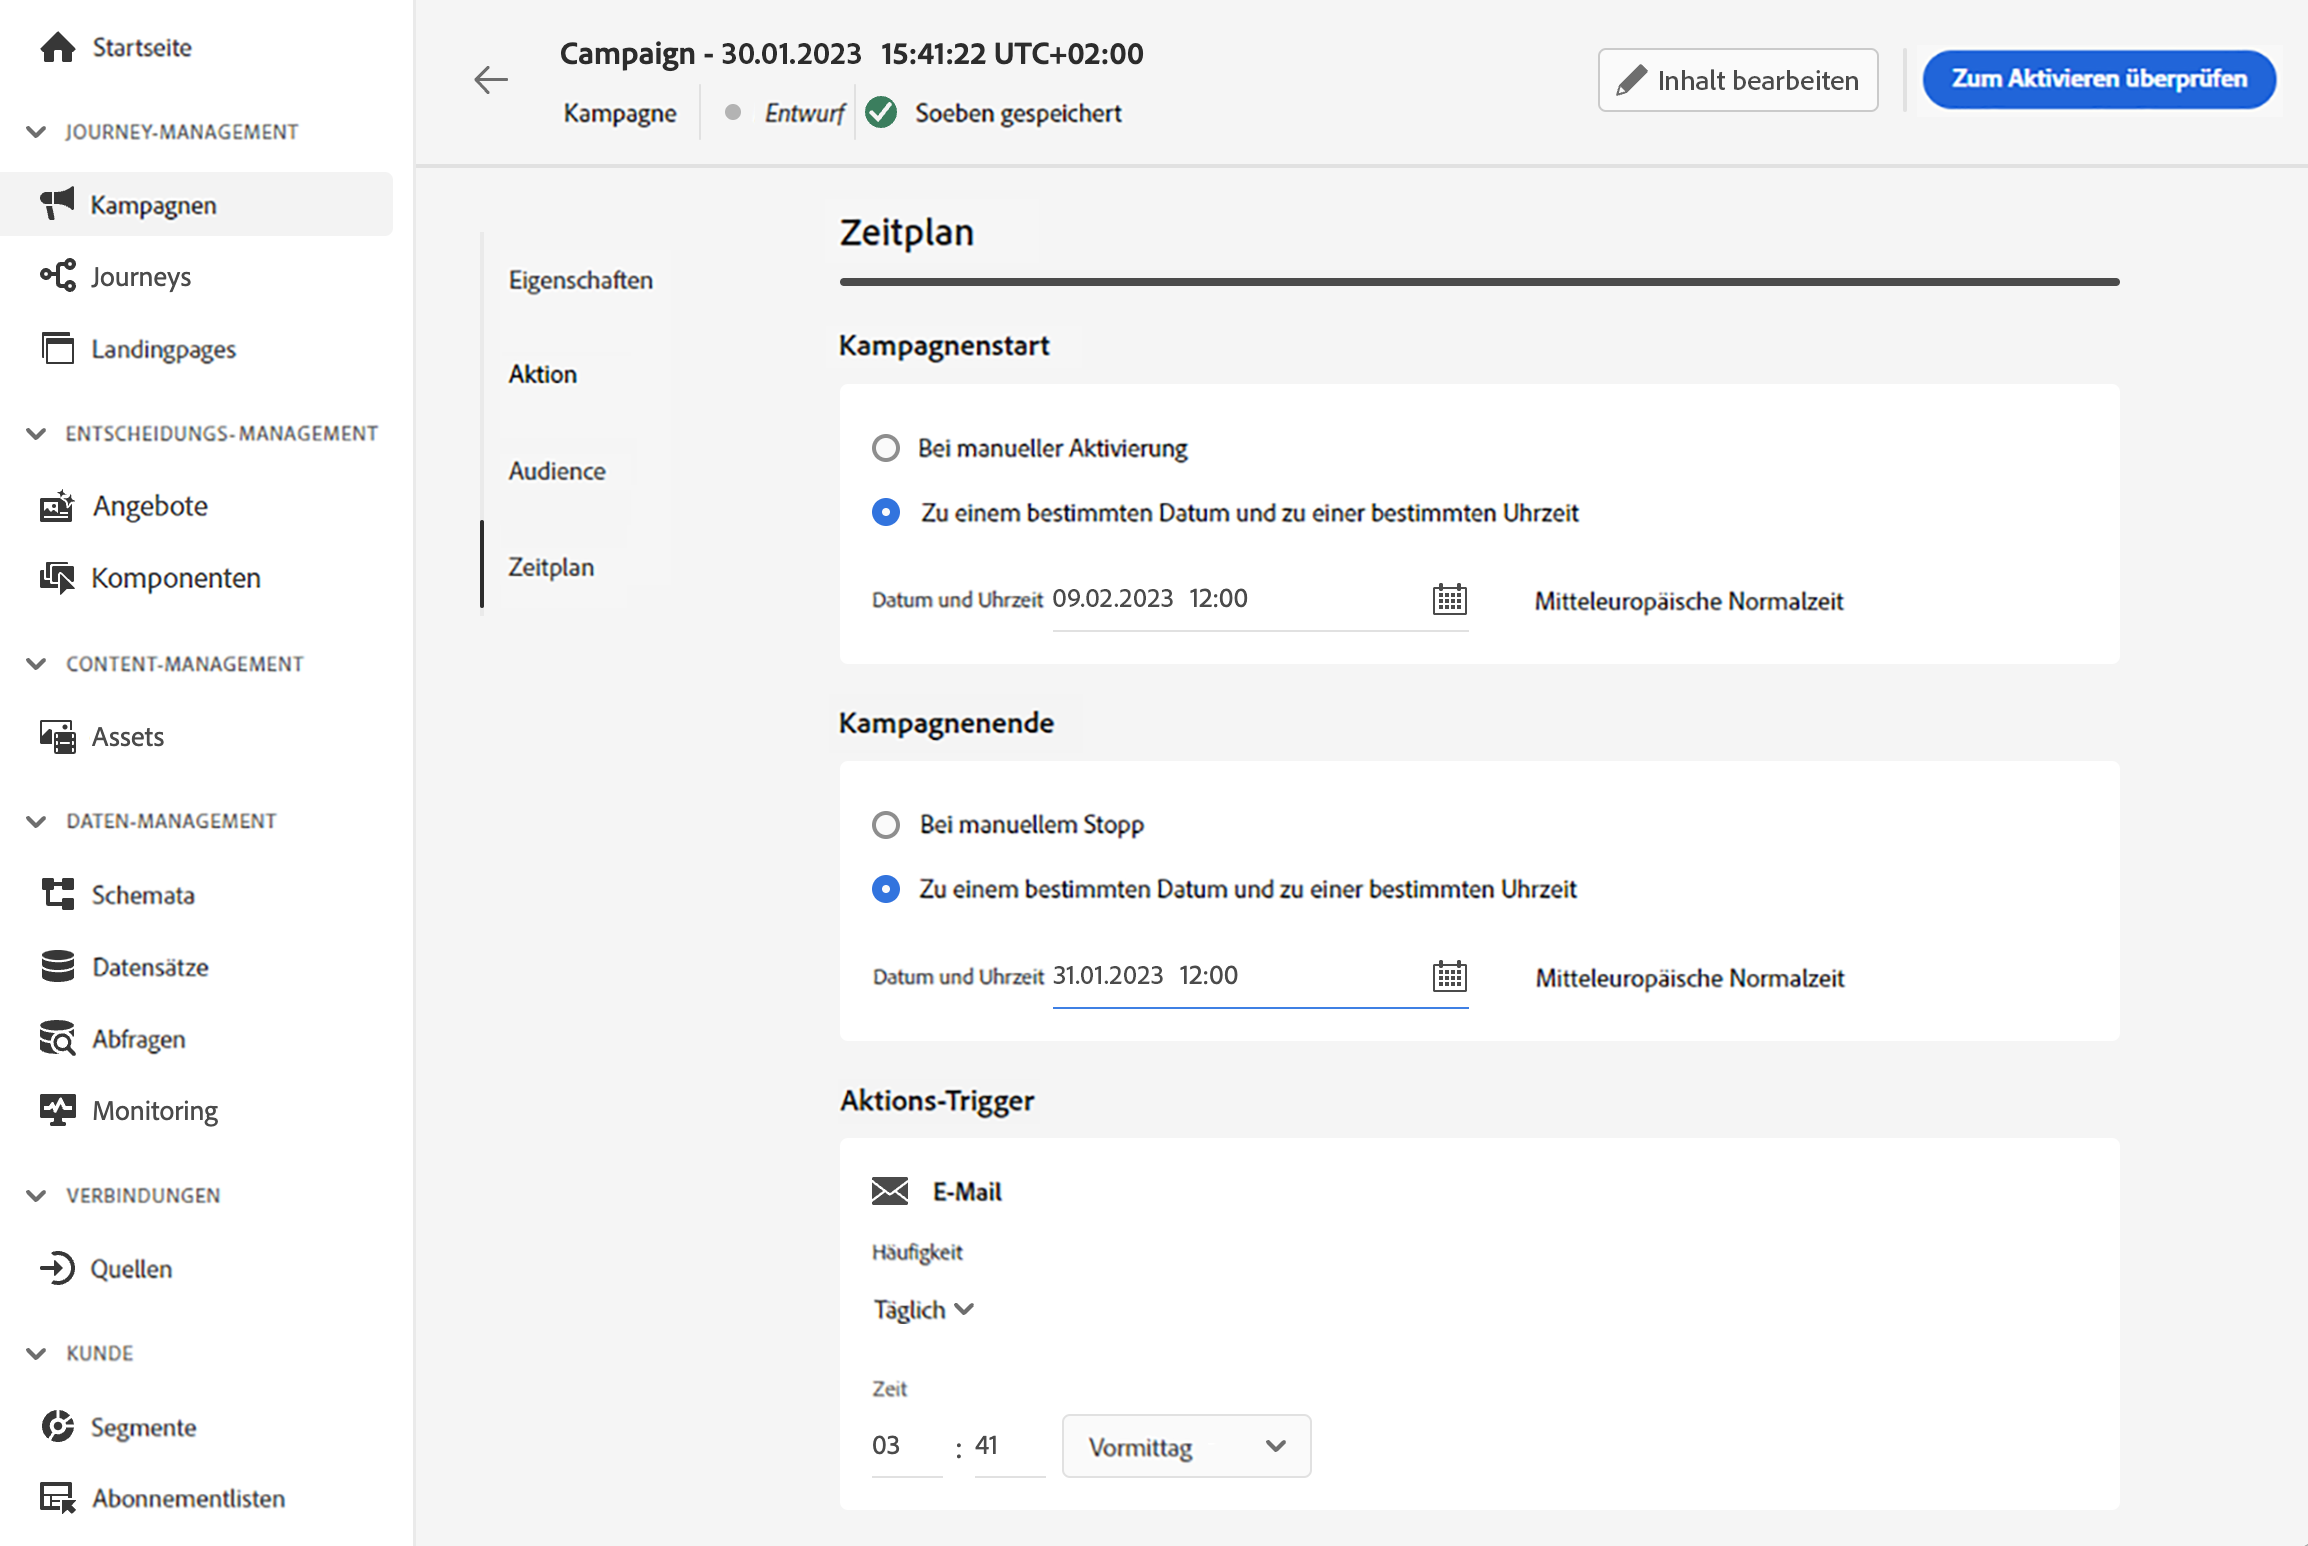 Startseite
JOURNEY-MANAGEMENT
Kampagnen
Journeys
Landingpages
ENTSCHEIDUNGS-MANAGEMENT
Angebote
Komponenten
CONTENT-MANAGEMENT
Assets
DATEN-MANAGEMENT
Schemata
Datensätze
Abfragen
Monitoring
VERBINDUNGEN
Quellen
KUNDE
Segmente
Abonnementlisten
Campaign - 30.01.2023 15:41:22 UTC+02:00
Kampagne Entwurf Soeben gespeichert
Inhalt bearbeiten
Zum Aktivieren überprüfen
Eigenschaften
Aktion
Audience
Zeitplan
Zeitplan
Kampagnenstart
Bei manueller Aktivierung
Zu einem bestimmten Datum und zu einer bestimmten Uhrzeit
Datum und Uhrzeit 09.02.2023 12:00 Mitteleuropäische Normalzeit
Kampagnenende
Bei manuellem Stopp
Zu einem bestimmten Datum und zu einer bestimmten Uhrzeit
Datum und Uhrzeit 31.01.2023 12:00 Mitteleuropäische Normalzeit
Aktions-Trigger
E-Mail
Häufigkeit
Täglich
Zeit
03 : 41 Vormittag